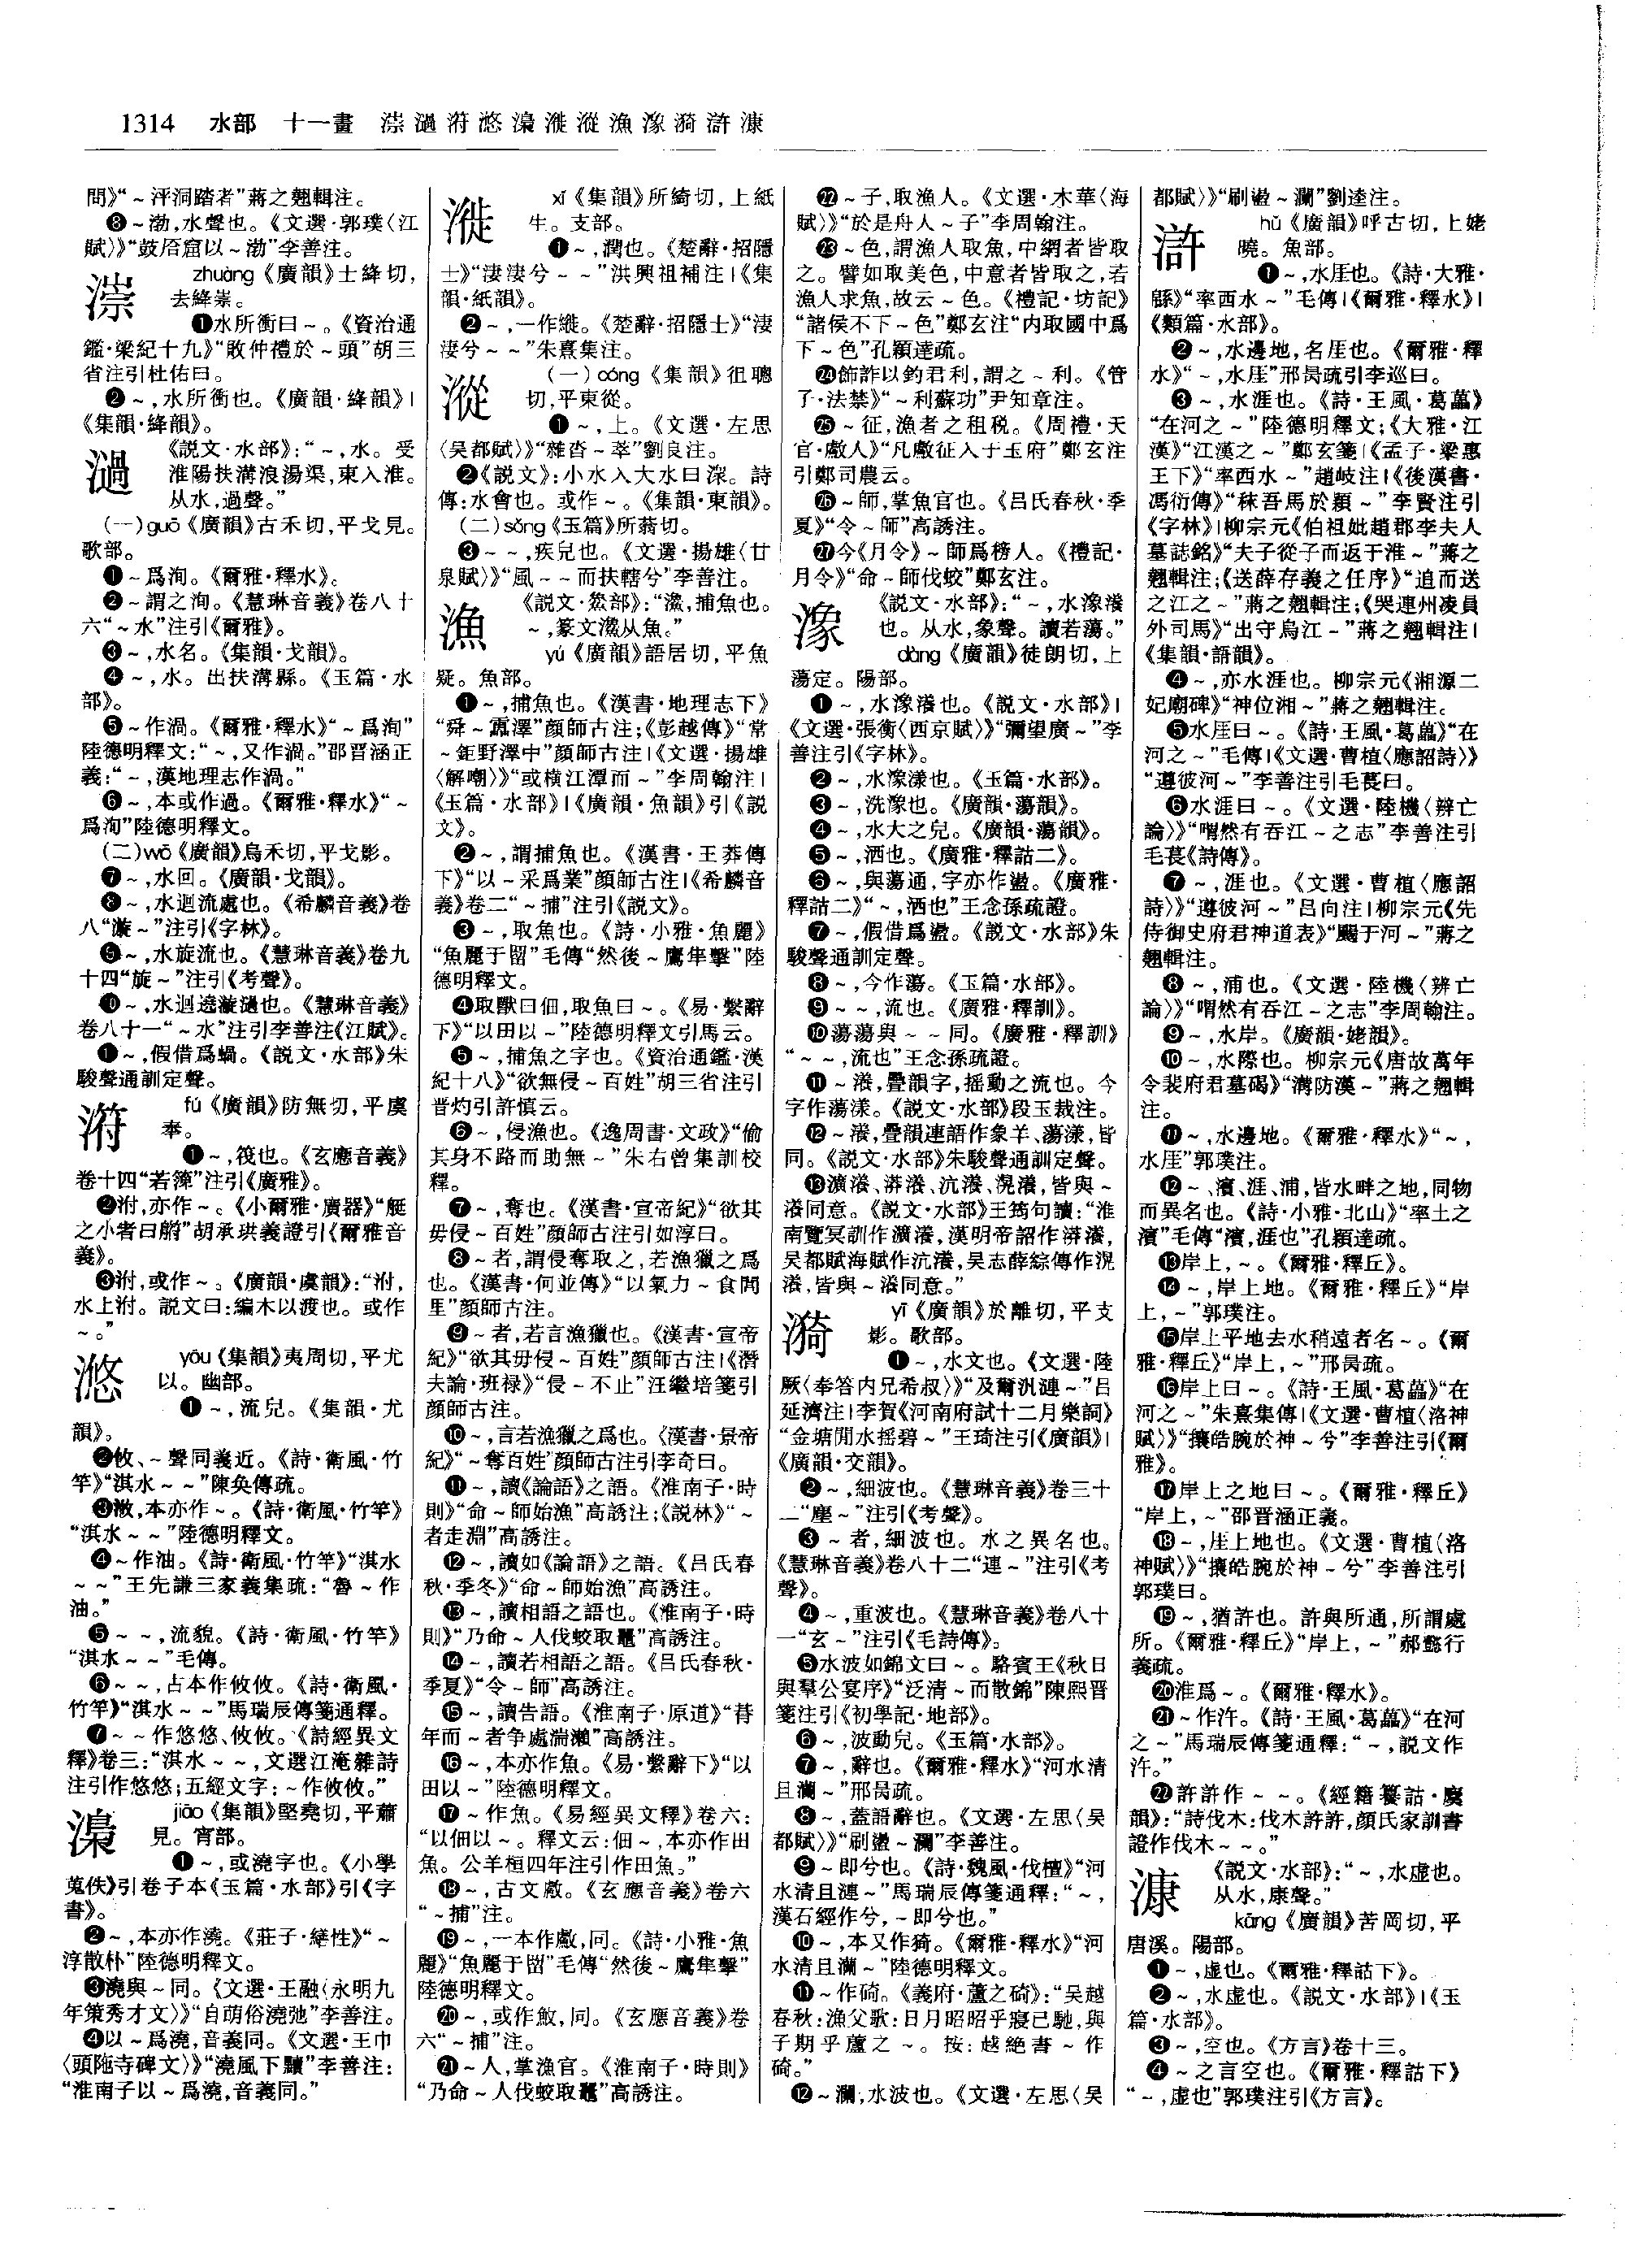 1314 水部 十一畫 漴濄泭滺澡漇漎漁潒漪滸漮
問》“～泙洞踏者”蔣之翹輯注。
❽～渤,水聲也。《文選·郭璞〈江
賦〉》“鼓㕎窟以～渤”李善注。
漴
zhuàng《廣韻》士絳切,
去絳崇。
❶水所衝曰～。《資治通
鑑·梁紀十九》“敗仲禮於～頭”胡三
省注引杜佑曰。
❷～,水所衝也。《廣韻·絳韻》|
《集韻·絳韻》。
濄
《説文·水部》:“～,水。受
淮陽扶溝浪湯渠,東入淮。
从水,過聲。”
(一)guō《廣韻》古禾切,平戈見。
歌部。
❶～爲洵。《爾雅·釋水》。
❷～謂之洵。《慧琳音義》卷八十
六“～水”注引《爾雅》。
❸～,水名。《集韻·戈韻》。
❹～,水。出扶溝縣。《玉篇·水
部》。
❺～作渦。《爾雅·釋水》“～爲洵”
陸德明釋文:“～,又作渦。”邵晋涵正
義:“～,漢地理志作渦。”
❻～,本或作過。《爾雅·釋水》“～
爲洵”陸德明釋文。
(二)wō《廣韻》烏禾切,平戈影。
❼～,水回。《廣韻·戈韻》。
❽～,水迴流處也。《希麟音義》卷
八“漩～”注引《字林》。
❾～,水旋流也。《慧琳音義》卷九
十四“旋～”注引《考聲》。
❿～,水迴遶漩濄也。《慧琳音義》
卷八十一“～水”注引李善注《江賦》。
⓫～,假借爲蝸。《説文·水部》朱
駿聲通訓定聲。
fú《廣韻》防無切,平虞
奉。
❶～,筏也。《玄應音義》
卷十四“若箄”注引《廣雅》。
❷泭,亦作～。《小爾雅·廣器》“艇
之小者曰艄”胡承珙義證引《爾雅音
義》。
❸泭,或作～。《廣韻·虞韻》:“泭,
水上泭。説文曰:編木以渡也。或作
～。”
滺
yōu《集韻》夷周切,平尤
以。幽部。
❶～,流皃。《集韻·尤
韻》。
❷攸、～聲同義近。《詩·衛風·竹
竿》“淇水～～”陳奂傳疏。
❸浟,本亦作～。《詩·衛風·竹竿》
“淇水～～”陸德明釋文。
❹～作油。《詩·衛風·竹竿》“淇水
～～”王先謙三家義集疏:“魯～作
油。”
❺～～,流貌。《詩·衛風·竹竿》
“淇水～～”毛傳。
❻～～,占本作攸攸。《詩·衛風·
竹竿》“淇水～～”馬瑞辰傳箋通釋。
❼～～作悠悠、攸攸。《詩經異文
釋》卷三:“淇水～～,文選江淹雜詩
注引作悠悠;五經文字:～作攸攸。”
jiāo《集韻》堅堯切,平蕭
見。宵部。
❶～,或澆字也。《小學
蒐佚》引卷子本《玉篇·水部》引《字
書》。
❷～,本亦作澆。《莊子·繕性》“～
淳散朴”陸德明釋文。
❸澆與～同。《文選·王融〈永明九
年策秀才文〉》“自萌俗澆弛”李善注。
❹以～爲澆,音義同。《文選·王巾
〈頭陁寺碑文〉》“澆風下黷”李善注:
“淮南子以～爲澆,音義同。”
漇
xǐ《集韻》所綺切,上紙
生。支部。
❶～,潤也。《楚辭·招隱
士》“淒淒兮～～”洪興祖補注|《集
韻·紙韻》。
❷～,一作縰。《楚辭·招隱士》“淒
淒兮～～”朱熹集注。
漎
(一)cóng《集韻》徂聰
切,平東從。
❶～,上。《文選·左思
〈吴都賦〉》“雜沓～萃”劉良注。
❷《説文》:小水入大水曰潀。詩
傳:水會也。或作～。《集韻·東韻》。
(二)sǒng《玉篇》所蒋切。
❸～～,疾皃也。《文選·揚雄〈甘
泉賦〉》“風～～而扶轄兮”李善注。
漁
《説文·𩺰部》:“𤁯,捕魚也。
～,篆文𤁯从魚。”
yú《廣韻》語居切,平魚
疑。魚部。
❶～,捕魚也。《漢書·地理志下》
“舜～靁澤”顔師古注;《彭越傳》“常
～鉅野澤中”顔師古注|《文選·揚雄
〈解嘲〉》“或横江潭而～”李周翰注|
《玉篇·水部》|《廣韻·魚韻》引《説
文》。
❷～,謂捕魚也。《漢書·王莽傳
下》“以～采爲業”顔師古注|《希麟音
義》卷二“～捕”注引《説文》。
❸～,取魚也。《詩·小雅·魚麗》
“魚麗于罶”毛傳“然後～鷹隼擊”陸
德明釋文。
❹取獸曰佃,取魚曰～。《易·繫辭
下》“以田以～”陸德明釋文引馬云。
❺～,捕魚之字也。《資治通鑑·漢
紀十八》“欲無侵～百姓”胡三省注引
晋灼引許慎云。
❻～,侵漁也。《逸周書·文政》“偷
其身不路而助無～”朱右曾集訓校
釋。
❼～,奪也。《漢書·宣帝紀》“欲其
毋侵～百姓”顔師古注引如淳曰。
❽～者,謂侵奪取之,若漁獵之爲
也。《漢書·何並傳》“以氣力～食閭
里”顔師古注。
❾～者,若言漁獵也。《漢書·宣帝
紀》“欲其毋侵～百姓”顔師古注|《潛
夫論·班禄》“侵～不止”汪繼培箋引
顔師古注。
❿～,言若漁獵之爲也。《漢書·景帝
紀》“～奪百姓”顔師古注引李奇曰。
⓫～,讀《論語》之語。《淮南子·時
則》“命～師始漁”高誘注;《説林》“～
者走淵”高誘注。
⓬～,讀如《論語》之語。《吕氏春
秋·季冬》“命～師始漁”高誘注。
⓭～,讀相語之語也。《淮南子·時
則》“乃命～人伐蛟取鼉”高誘注。
⓮～,讀若相語之語。《吕氏春秋·
季夏》“令～師”高誘注。
⓯～,讀告語。《淮南子·原道》“朞
年而～者争處湍瀨”高誘注。
⓰～,本亦作魚。《易·繫辭下》“以
田以～”陸德明釋文。
⓱～作魚。《易經異文釋》卷六:
“以佃以～。釋文云:佃～,本亦作田
魚。公羊桓四年注引作田魚。”
⓲～,古文䱷。《玄應音義》卷六
“～捕”注。
⓳～,一本作䱷,同。《詩·小雅·魚
麗》“魚麗于罶”毛傳“然後～鷹隼擊”
陸德明釋文。
⓴～,或作䱷,同。《玄應音義》卷
六“～捕”注。
㉑～人,掌漁官。《淮南子·時則》
“乃命～人伐蛟取鼉”高誘注。
㉒～子,取漁人。《文選·木華〈海
賦〉》“於是舟人～子”李周翰注。
㉓～色,謂漁人取魚,中網者皆取
之。譬如取美色,中意者皆取之,若
漁人求魚,故云～色。《禮記·坊記》
“諸侯不下～色”鄭玄注“内取國中爲
下～色”孔穎達疏。
㉔飾詐以釣君利,謂之～利。《管
子·法禁》“～利蘇功”尹知章注。
㉕～征,漁者之租税。《周禮·天
官·䱷人》“凡䱷征入于玉府”鄭玄注
引鄭司農云。
㉖～師,掌魚官也。《吕氏春秋·季
夏》“令～師”高誘注。
㉗今《月令》～師爲榜人。《禮記·
月令》“命～師伐蛟”鄭玄注。
潒
《説文·水部》:“～,水潒瀁
也。从水,象聲。讀若蕩。”
dàng《廣韻》徒朗切,上
蕩定。陽部。
❶～,水潒瀁也。《説文·水部》|
《文選·張衡〈西京賦〉》“彌望廣～”李
善注引《字林》。
❷～,水潒漾也。《玉篇·水部》。
❸～,洗潒也。《廣韻·蕩韻》。
❹～,水大之皃。《廣韻·蕩韻》。
❺～,洒也。《廣雅·釋詁二》。
❻～,與蕩通,字亦作盪。《廣雅·
釋詁二》“～,洒也”王念孫疏證。
❼～,假借爲盪。《説文·水部》朱
駿聲通訓定聲。
❽～,今作蕩。《玉篇·水部》。
❾～～,流也。《廣雅·釋訓》。
❿蕩蕩與～～同。《廣雅·釋訓》
“～～,流也”王念孫疏證。
⓫～瀁,疊韻字,摇動之流也。今
字作蕩漾。《説文·水部》段玉裁注。
⓬～瀁,疊韻連語作象羊、蕩漾,皆
同。《説文·水部》朱駿聲通訓定聲。
⓭瀇瀁、漭瀁、沆瀁、滉瀁,皆與～
瀁同意。《説文·水部》王筠句讀:“淮
南覽冥訓作瀇瀁,漢明帝詔作漭瀁,
吴都賦海賦作沆瀁,吴志薛綜傳作滉
瀁,皆與～瀁同意。”
漪
yī《廣韻》於離切,平支
影。歌部。
❶～,水文也。《文選·陸
厥〈奉答内兄希叔〉》“及爾汎漣～”吕
延濟注|李賀《河南府試十二月樂詞》
“金塘閒水摇碧～”王琦注引《廣韻》|
《廣韻·支韻》。
❷～,細波也。《慧琳音義》卷三十
二“塵～”注引《考聲》。
❸～者,細波也。水之異名也。
《慧琳音義》卷八十二“連～”注引《考
聲》。
❹～,重波也。《慧琳音義》卷八十
一“玄～”注引《毛詩傳》。
❺水波如錦文曰～。駱賓王《秋日
與羣公宴序》“泛清～而散錦”陳熙晋
箋注引《初學記·地部》。
❻～,波動皃。《玉篇·水部》。
❼～,辭也。《爾雅·釋水》“河水清
且瀾～”邢昺疏。
❽～,蓋語辭也。《文選·左思〈吴
都賦〉》“刷盪～瀾”李善注。
❾～即兮也。《詩·魏風·伐檀》“河
水清且漣～”馬瑞辰傳箋通釋:“～,
漢石經作兮,～即兮也。”
❿～,本又作猗。《爾雅·釋水》“河
水清且瀾～”陸德明釋文。
⓫～作碕。《義府·蘆之碕》:“吴越
春秋:漁父歌:日月昭昭乎寖已馳,與
子期乎蘆之～。按:越絶書～作
碕。”
⓬～瀾,水波也。《文選·左思〈吴
都賦〉》“刷盪～瀾”劉逵注。
滸
hǔ《廣韻》呼古切,上姥
曉。魚部。
❶～,水厓也。《詩·大雅·
緜》“率西水～”毛傳|《爾雅·釋水》|
《類篇·水部》。
❷～,水邊地,名厓也。《爾雅·釋
水》“～,水厓”邢昺疏引李巡曰。
❸～,水涯也。《詩·王風·葛藟》
“在河之～”陸德明釋文;《大雅·江
漢》“江漢之～”鄭玄箋|《孟子·梁惠
王下》“率西水～”趙岐注|《後漢書·
馮衍傳》“秣吾馬於潁～”李賢注引
《字林》|柳宗元《伯祖妣趙郡李夫人
墓誌銘》“夫子從子而返于淮～”蔣之
翹輯注;《送薛存義之任序》“追而送
之江之～”蔣之翹輯注;《哭連州凌員
外司馬》“出守烏江～”蔣之翹輯注|
《集韻·語韻》。
❹～,亦水涯也。柳宗元《湘源二
妃廟碑》“神位湘～”蔣之翹輯注。
❺水厓曰～。《詩·王風·葛藟》“在
河之～”毛傳|《文選·曹植〈應詔詩〉》
“遵彼河～”李善注引毛萇曰。
❻水涯曰～。《文選·陸機〈辨亡
論〉》“喟然有吞江～之志”李善注引
毛萇《詩傳》。
❼～,涯也。《文選·曹植〈應詔
詩〉》“遵彼河～”吕向注|柳宗元《先
侍御史府君神道表》“颺于河～”蔣之
翹輯注。
❽～,浦也。《文選·陸機〈辨亡
論〉》“喟然有吞江～之志”李周翰注。
❾～,水岸。《廣韻·姥韻》。
❿～,水際也。柳宗元《唐故萬年
令裴府君墓碣》“溝防漢～”蔣之翹輯
注。
⓫～,水邊地。《爾雅·釋水》“～,
水厓”郭璞注。
⓬～、濱、涯、浦,皆水畔之地,同物
而異名也。《詩·小雅·北山》“率土之
濱”毛傳“濱,涯也”孔穎達疏。
⓭岸上,～。《爾雅·釋丘》。
⓮～,岸上地。《爾雅·釋丘》“岸
上,～”郭璞注。
⓯岸上平地去水稍遠者名～。《爾
雅·釋丘》“岸上,～”邢昺疏。
⓰岸上曰～。《詩·王風·葛藟》“在
河之～”朱熹集傳|《文選·曹植〈洛神
賦〉》“攘皓腕於神～兮”李善注引《爾
雅》。
⓱岸上之地曰～。《爾雅·釋丘》
“岸上,～”邵晋涵正義。
⓲～,崖上地也。《文選·曹植〈洛
神賦〉》“攘皓腕於神～兮”李善注引
郭璞曰。
⓳～,猶許也。許與所通,所謂處
所。《爾雅·釋丘》“岸上,～”郝懿行
義疏。
⓴淮爲～。《爾雅·釋水》。
㉑～作汻。《詩·王風·葛藟》“在河
之～”馬瑞辰傳箋通釋:“～,説文作
汻。”
㉒許許作～～。《經籍籑詁·麌
韻》:“詩伐木:伐木許許,顔氏家訓書
證作伐木～～。”
漮
《説文·水部》:“～,水虚也。
从水,康聲。”
kāng《廣韻》苦岡切,平
唐溪。陽部。
❶～,虚也。《爾雅·釋詁下》。
❷～,水虚也。《説文·水部》|《玉
篇·水部》。
❸～,空也。《方言》卷十三。
❹～之言空也。《爾雅·釋詁下》
“～,虚也”郭璞注引《方言》。